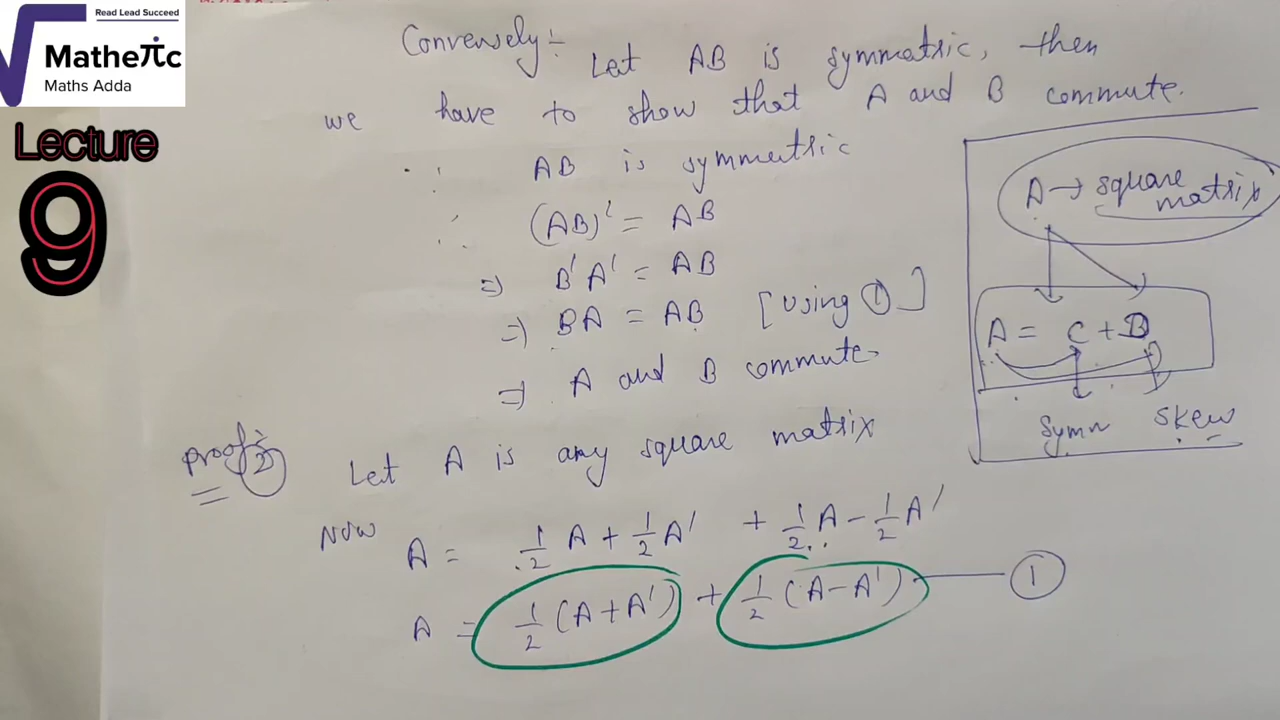 Read Lead Succeed
Matheπc
Maths Adda
Lecture
9
Conversely :- Let AB is symmatric, then
we have to show that A and B commute.
∵ AB is symmetric
∴ (AB)' = AB
=> B'A' = AB
=> BA = AB [using ①]
=> A and B commute.
A → square
matrix
A = C + B
Symn skew
proof :- 2)
Let A is any square matrix
Now A = 1/2 A + 1/2 A' + 1/2 A - 1/2 A'
A = 1/2 (A + A') + 1/2 (A - A') — ①